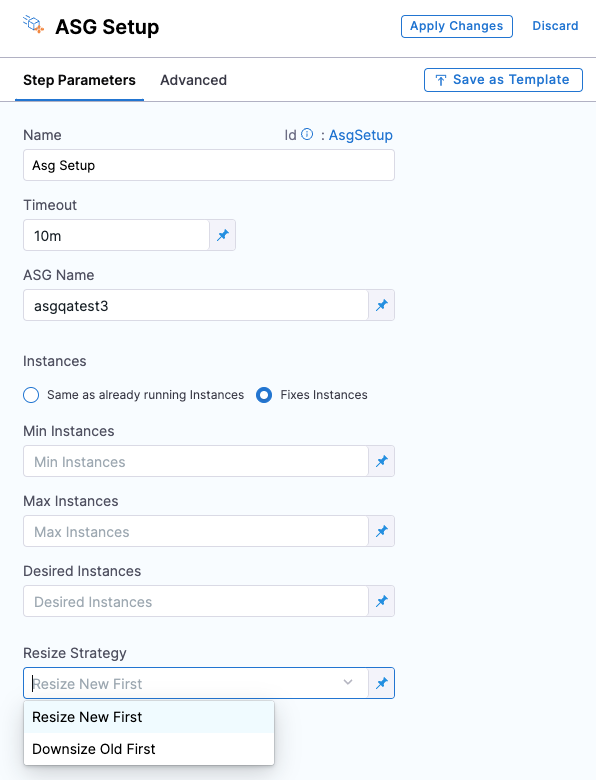 ASG Setup
Apply Changes
Discard
Step Parameters
Advanced
Save as Template
Name
Id : AsgSetup
Asg Setup
Timeout
10m
ASG Name
asgqatest3
Instances
Same as already running Instances
Fixes Instances
Min Instances
Min Instances
Max Instances
Max Instances
Desired Instances
Desired Instances
Resize Strategy
Resize New First
Resize New First
Downsize Old First